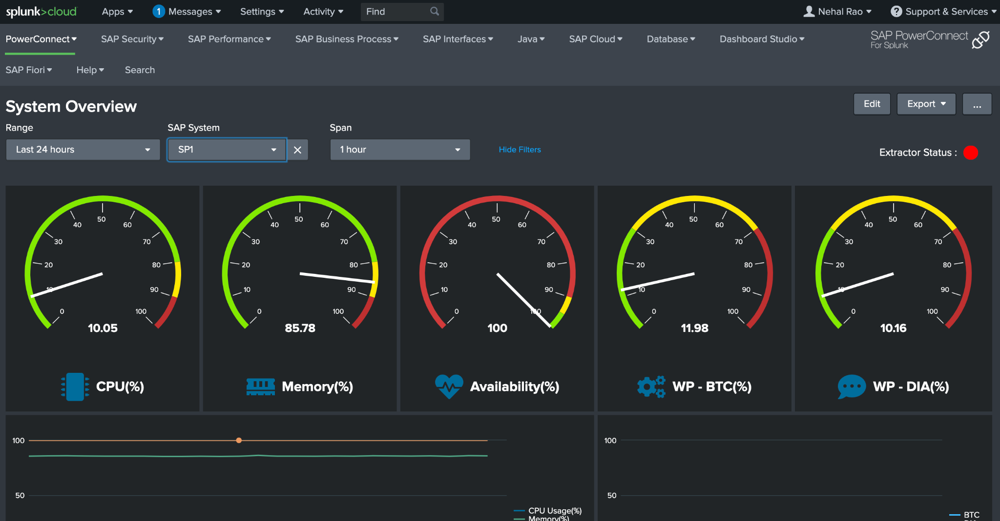 splunk>cloud Apps 1 Messages Settings Activity Find Nehal Rao ? Support & Services
PowerConnect SAP Security SAP Performance SAP Business Process SAP Interfaces Java SAP Cloud Database Dashboard Studio SAP PowerConnect
For Splunk
SAP Fiori Help Search
System Overview Edit Export ...
Range SAP System Span
Last 24 hours SP1 1 hour Hide Filters Extractor Status :
0 10 20 30 40 50 60 70 80 90 100
10.05
CPU(%)
0 10 20 30 40 50 60 70 80 90 100
85.78
Memory(%)
0 10 20 30 40 50 60 70 80 90 100
100
Availability(%)
0 10 20 30 40 50 60 70 80 90 100
11.98
WP - BTC(%)
0 10 20 30 40 50 60 70 80 90 100
10.16
WP - DIA(%)
100
50
CPU Usage(%)
Memory(%)
100
50
BTC